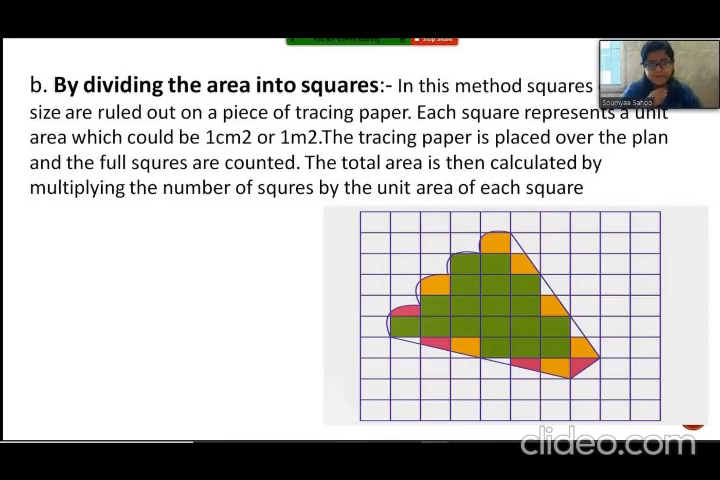 Stop Share
b. By dividing the area into squares:- In this method squares
Soumyaa Sahoo
size are ruled out on a piece of tracing paper. Each square represents a unit
area which could be 1cm2 or 1m2.The tracing paper is placed over the plan
and the full squres are counted. The total area is then calculated by
multiplying the number of squres by the unit area of each square
clideo.com